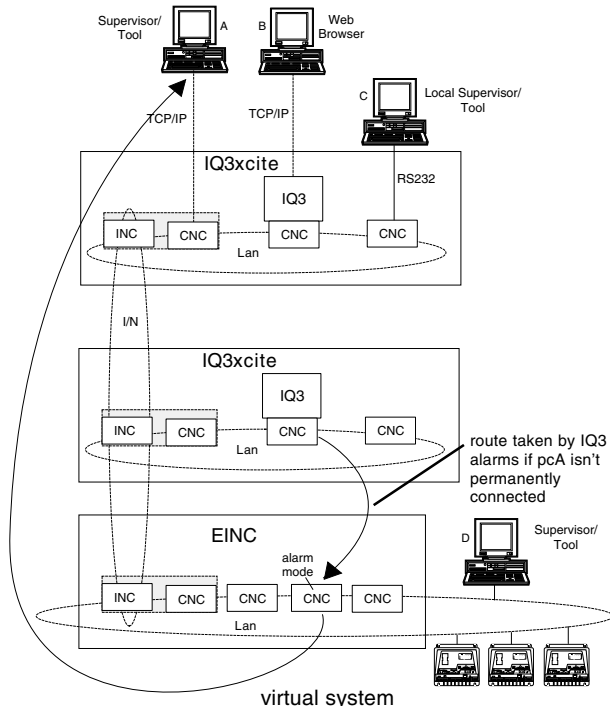 Supervisor/
Tool
A
B
Web
Browser
C
Local Supervisor/
Tool
TCP/IP
TCP/IP
RS232
IQ3xcite
IQ3
INC
CNC
CNC
CNC
Lan
I/N
IQ3xcite
IQ3
INC
CNC
CNC
CNC
Lan
route taken by IQ3
alarms if pcA isn't
permanently
connected
EINC
alarm
mode
INC
CNC
CNC
CNC
CNC
Lan
D
Supervisor/
Tool
virtual system